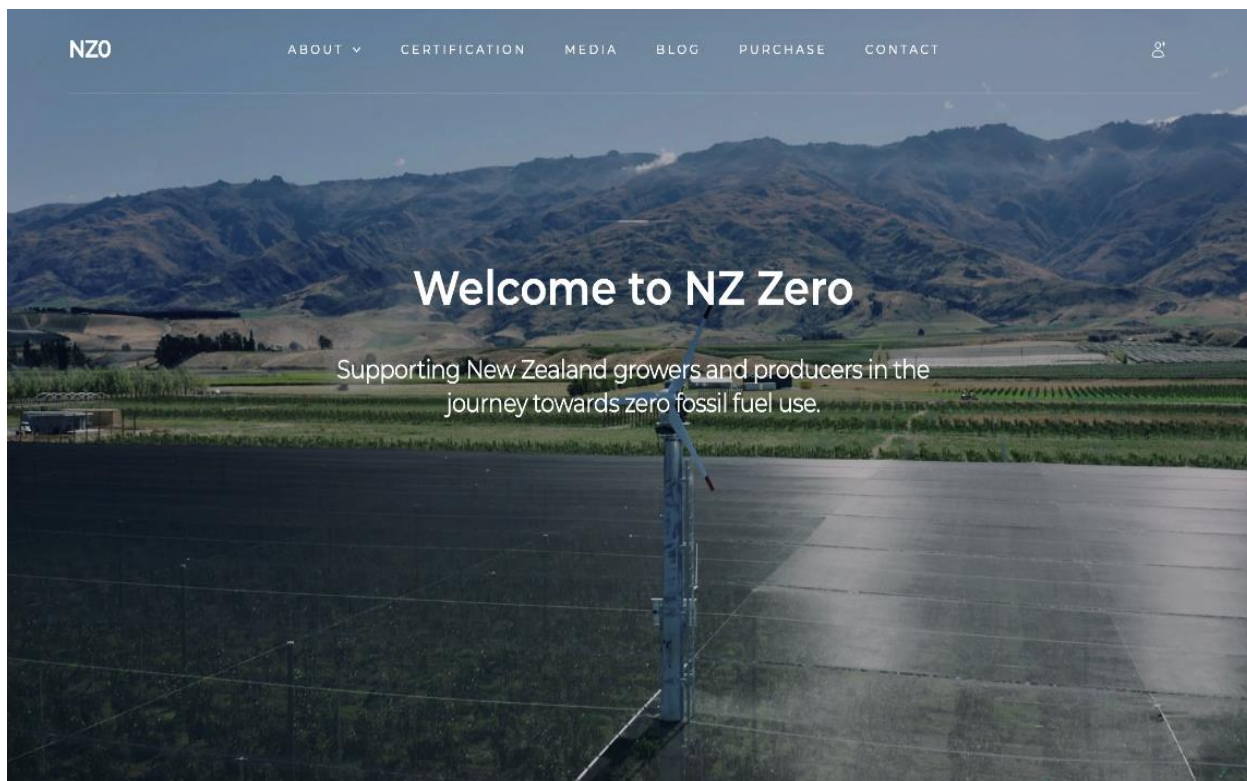 NZ0
ABOUT
CERTIFICATION
MEDIA
BLOG
PURCHASE
CONTACT
Welcome to NZ Zero
Supporting New Zealand growers and producers in the
journey towards zero fossil fuel use.